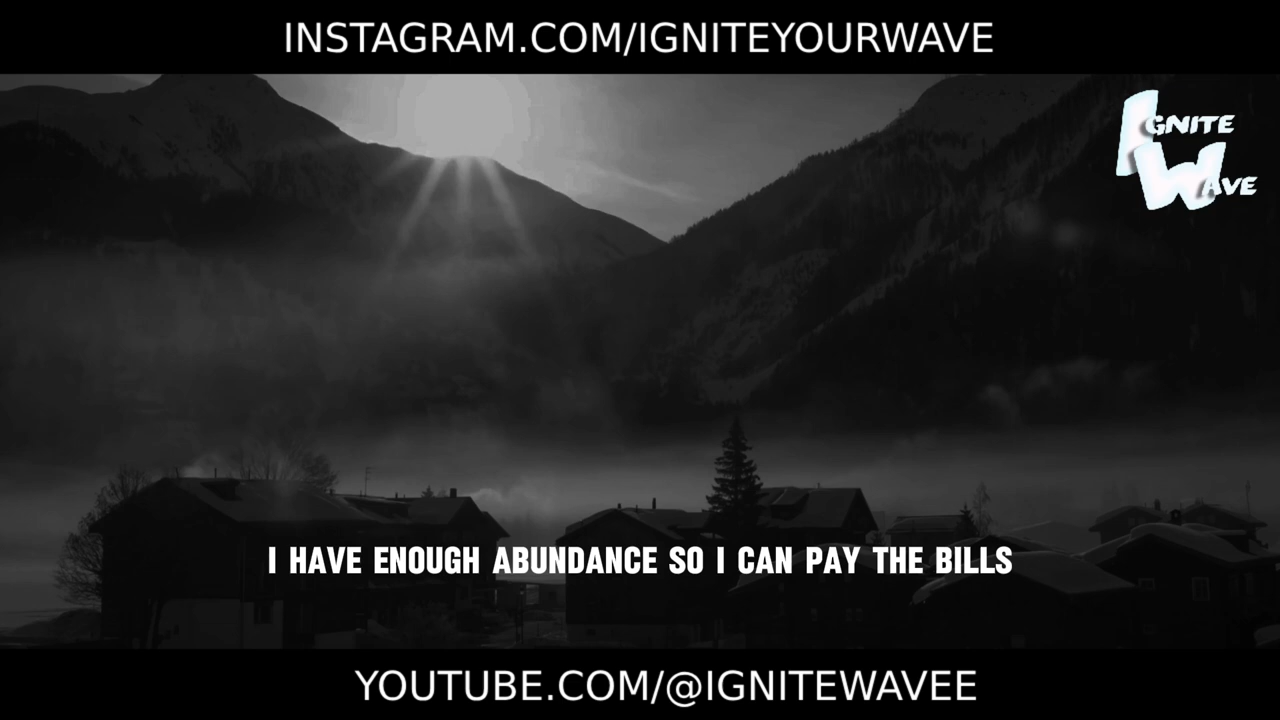 INSTAGRAM.COM/IGNITEYOURWAVE
IGNITE
WAVE
I HAVE ENOUGH ABUNDANCE SO I CAN PAY THE BILLS
YOUTUBE.COM/@IGNITEWAVEE